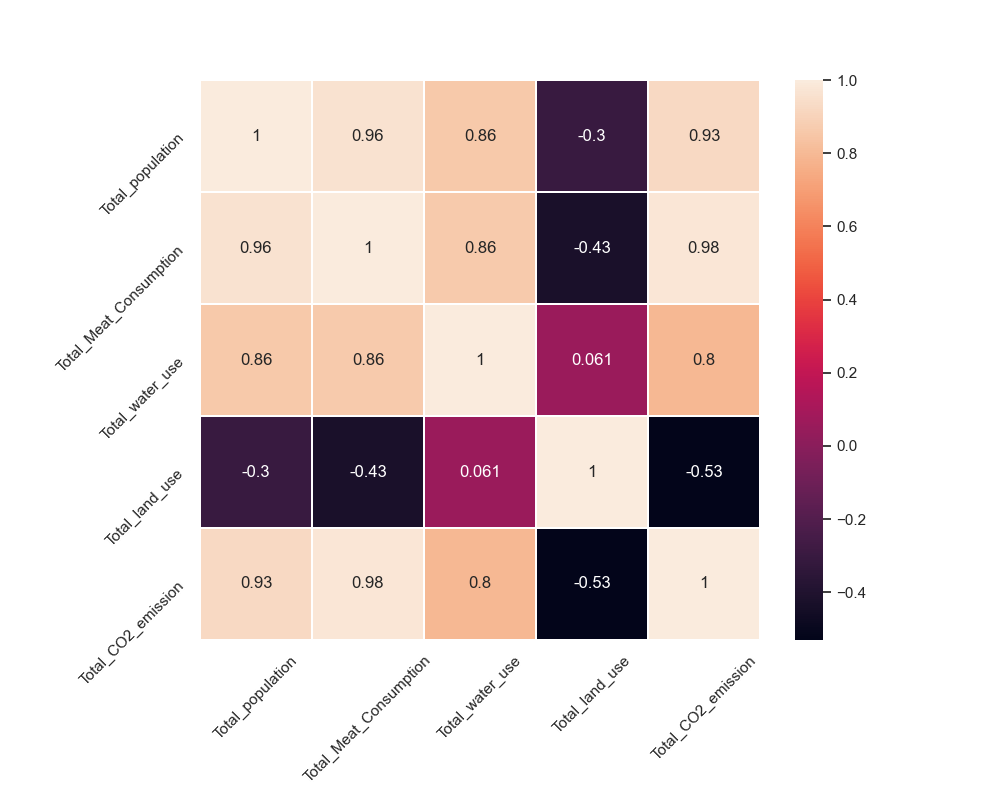 Total_population 1 0.96 0.86 -0.3 0.93
Total_Meat_Consumption 0.96 1 0.86 -0.43 0.98
Total_water_use 0.86 0.86 1 0.061 0.8
Total_land_use -0.3 -0.43 0.061 1 -0.53
Total_CO2_emission 0.93 0.98 0.8 -0.53 1
Total_population
Total_Meat_Consumption
Total_water_use
Total_land_use
Total_CO2_emission
1.0
0.8
0.6
0.4
0.2
0.0
−0.2
−0.4